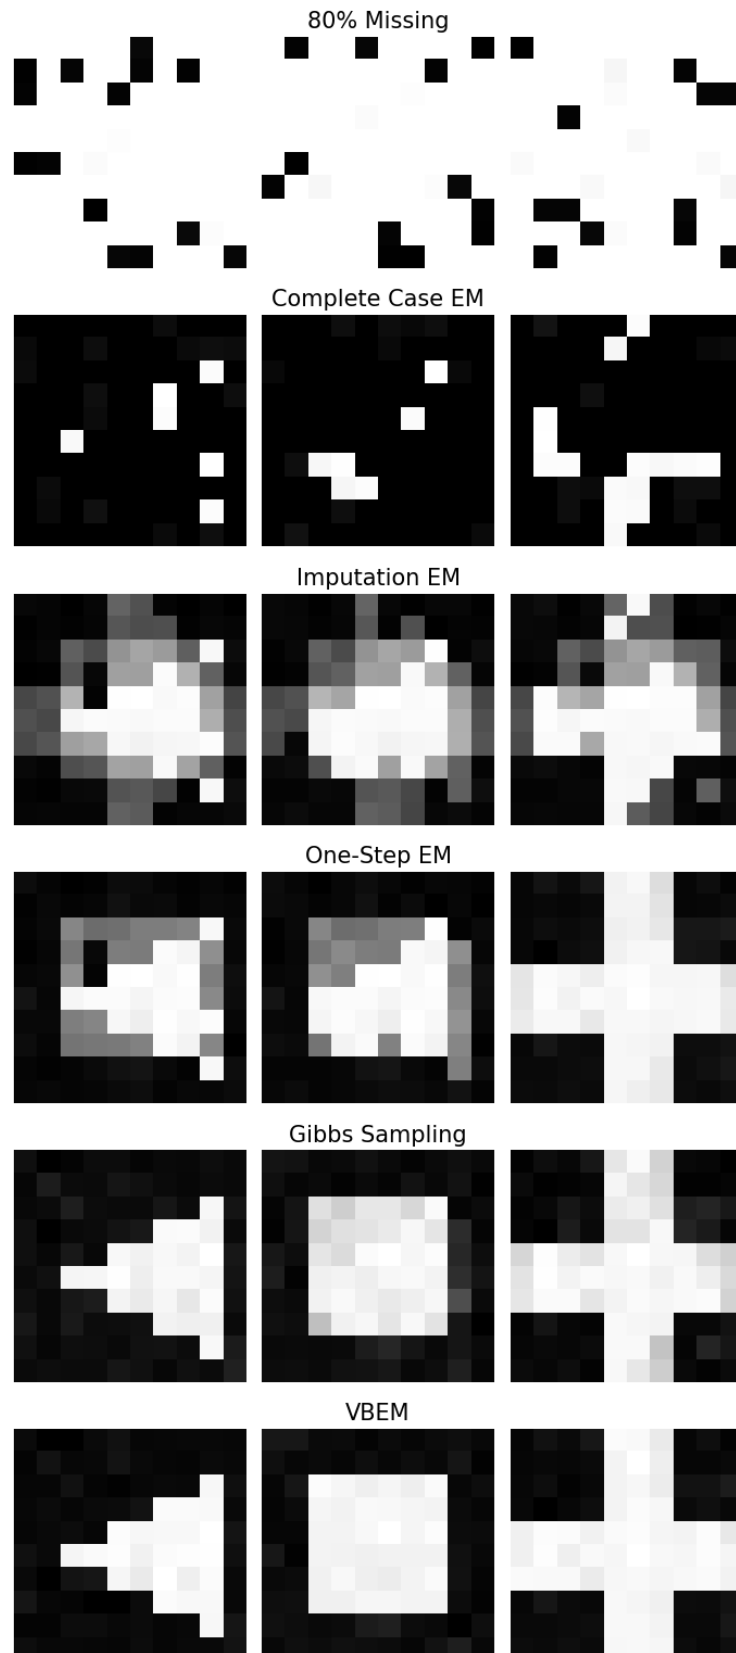 80% Missing
Complete Case EM
Imputation EM
One-Step EM
Gibbs Sampling
VBEM